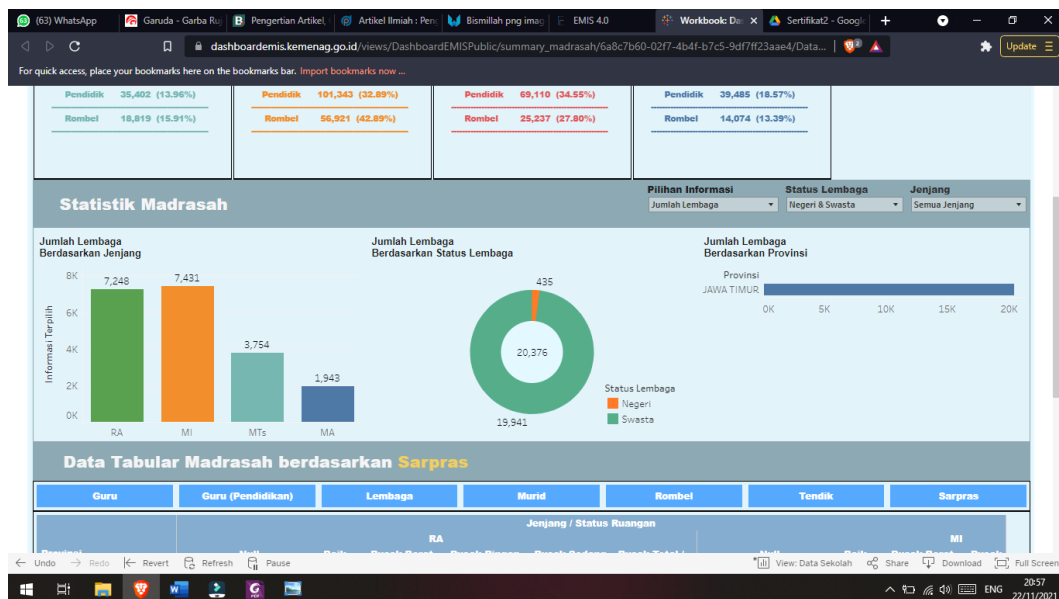 (63) WhatsApp
Garuda - Garba Ruj
Pengertian Artikel,
Artikel Ilmiah : Peng
Bismillah png imag
EMIS 4.0
Workbook: Das
Sertifikat2 - Google
dashboardemis.kemenag.go.id/views/DashboardEMISPublic/summary_madrasah/6a8c7b60-02f7-4b4f-b7c5-9df7ff23aae4/Data...
Update
For quick access, place your bookmarks here on the bookmarks bar. Import bookmarks now ...
Pendidik 35,402 (13.96%) Pendidik 101,343 (32.89%) Pendidik 69,110 (34.55%) Pendidik 39,485 (18.57%)
Rombel 18,819 (15.91%) Rombel 56,921 (42.89%) Rombel 25,237 (27.80%) Rombel 14,074 (13.39%)
Statistik Madrasah
Pilihan Informasi Status Lembaga Jenjang
Jumlah Lembaga Negeri & Swasta Semua Jenjang
Jumlah Lembaga
Berdasarkan Jenjang
8K
6K
4K
2K
0K
Informasi Terpilih
7,248
7,431
3,754
1,943
RA MI MTs MA
Jumlah Lembaga
Berdasarkan Status Lembaga
435
20,376
19,941
Status Lembaga
Negeri
Swasta
Jumlah Lembaga
Berdasarkan Provinsi
Provinsi
JAWA TIMUR
0K 5K 10K 15K 20K
Data Tabular Madrasah berdasarkan Sarpras
Guru Guru (Pendidikan) Lembaga Murid Rombel Tendik Sarpras
Jenjang / Status Ruangan
RA MI
Undo Redo Revert Refresh Pause
View: Data Sekolah Share Download Full Screen
ENG
20:57
22/11/2021